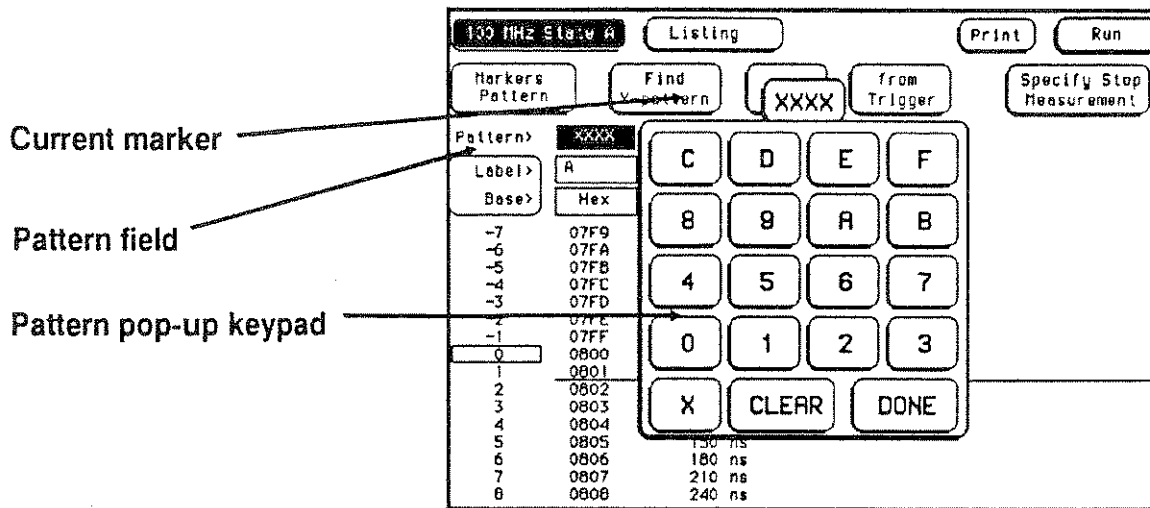 100 MHz State A Listing Print Run
Markers
Pattern
Find
X-pattern
from
Trigger
Specify Stop
Measurement
XXXX
Current marker
Pattern> XXXX
Label> A
Base> Hex
Pattern field
Pattern pop-up keypad
-7 07F9
-6 07FA
-5 07FB
-4 07FC
-3 07FD
-2 07FE
-1 07FF
0 0800
1 0801
2 0802
3 0803
4 0804
5 0805 150 ns
6 0806 180 ns
7 0807 210 ns
8 0808 240 ns
C D E F
8 9 A B
4 5 6 7
0 1 2 3
X CLEAR DONE